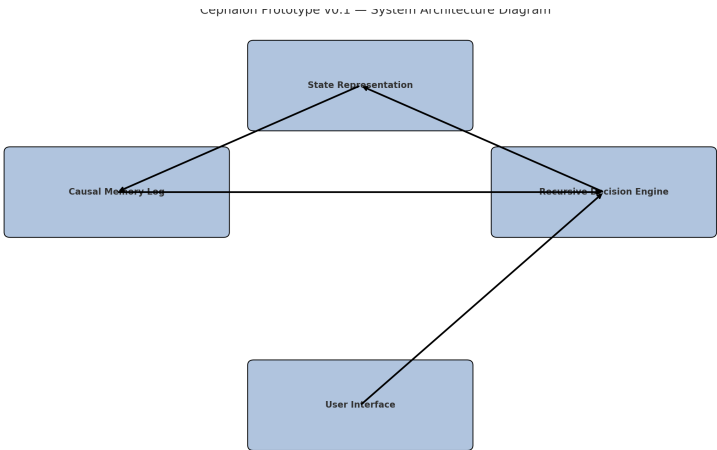 Cephalon Prototype v0.1 — System Architecture Diagram
State Representation
Causal Memory Log
Recursive Decision Engine
User Interface